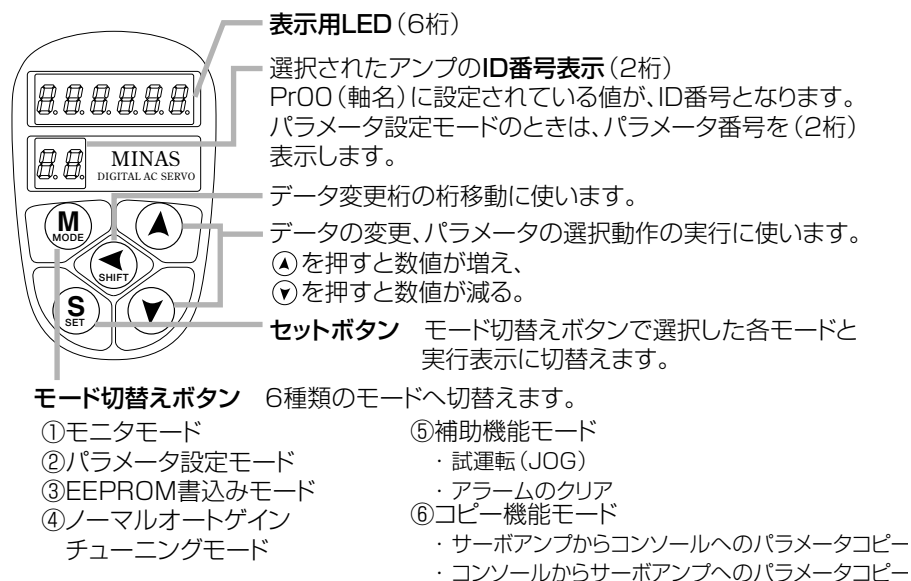 表示用LED（6桁）
選択されたアンプのID番号表示（2桁）
Pr00（軸名）に設定されている値が、ID番号となります。
パラメータ設定モードのときは、パラメータ番号を（2桁）
表示します。
8.8.8.8.8.8.
8.8.
MINAS
DIGITAL AC SERVO
データ変更桁の桁移動に使います。
M
MODE
データの変更、パラメータの選択動作の実行に使います。
▲を押すと数値が増え、
▼を押すと数値が減る。
SHIFT
S
SET
セットボタン モード切替えボタンで選択した各モードと
実行表示に切替えます。
モード切替えボタン 6種類のモードへ切替えます。
①モニタモード
②パラメータ設定モード
③EEPROM書込みモード
④ノーマルオートゲイン
チューニングモード
⑤補助機能モード
・試運転（JOG）
・アラームのクリア
⑥コピー機能モード
・サーボアンプからコンソールへのパラメータコピー
・コンソールからサーボアンプへのパラメータコピー